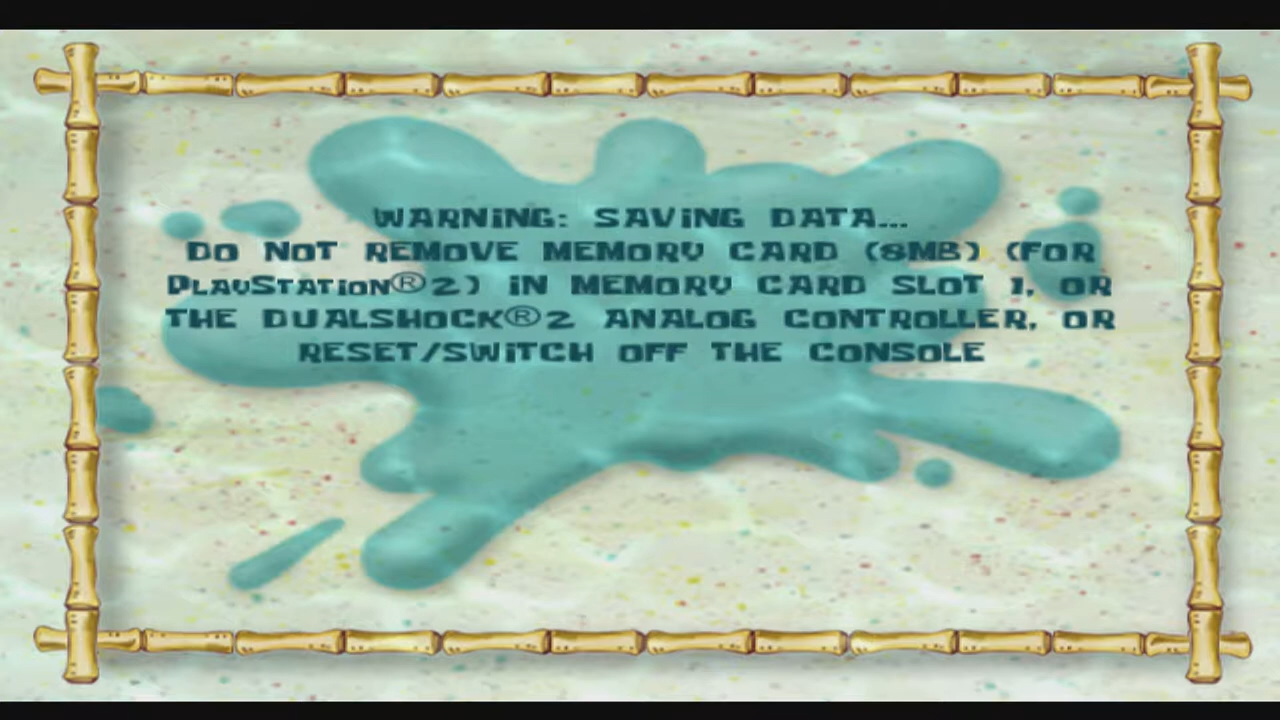 WARNING: SAVING DATA...
DO NOT REMOVE MEMORY CARD (8MB) (FOR
PLAYSTATION®2) IN MEMORY CARD SLOT 1, OR
THE DUALSHOCK®2 ANALOG CONTROLLER, OR
RESET/SWITCH OFF THE CONSOLE